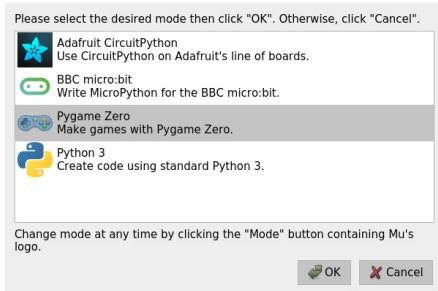 Please select the desired mode then click "OK". Otherwise, click "Cancel".
Adafruit CircuitPython
Use CircuitPython on Adafruit's line of boards.
BBC micro:bit
Write MicroPython for the BBC micro:bit.
Pygame Zero
Make games with Pygame Zero.
Python 3
Create code using standard Python 3.
Change mode at any time by clicking the "Mode" button containing Mu's
logo.
OK Cancel